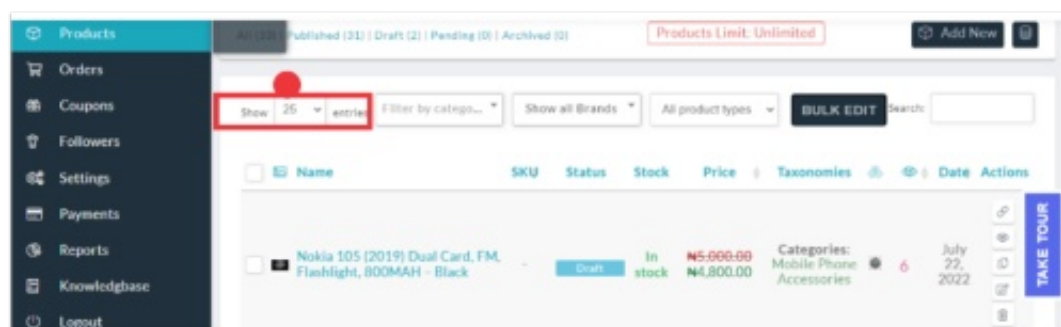 Products
Orders
Coupons
Followers
Settings
Payments
Reports
Knowledgbase
Logout
Published (31) | Draft (2) | Pending (0) | Archived (0)
Products Limit: Unlimited
Add New
Show 25 entries
Filter by catego...
Show all Brands
All product types
BULK EDIT
Search:
Name SKU Status Stock Price Taxonomies Date Actions
Nokia 105 (2019) Dual Card, FM,
Flashlight, 800MAH – Black
-
Draft
In
stock
₦5,000.00
₦4,800.00
Categories:
Mobile Phone
Accessories
6
July
22,
2022
TAKE TOUR